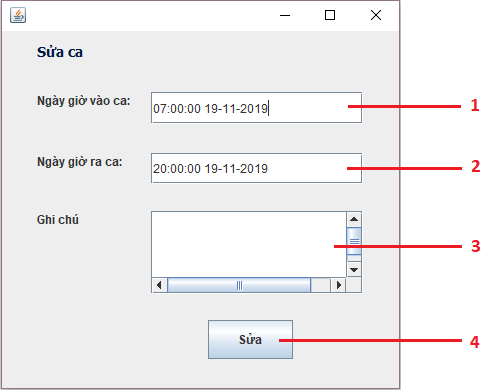 Sửa ca
Ngày giờ vào ca: 07:00:00 19-11-2019 1
Ngày giờ ra ca: 20:00:00 19-11-2019 2
Ghi chú 3
Sửa 4